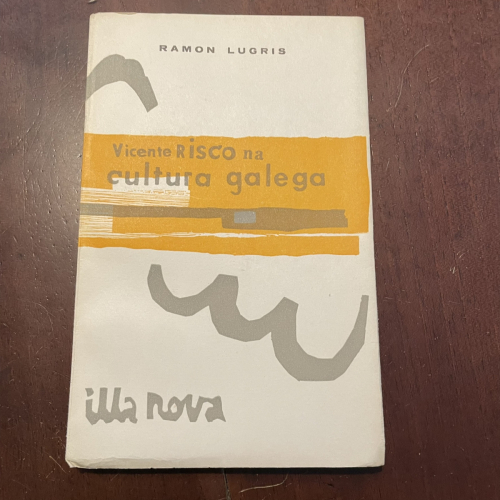 RAMON LUGRIS
Vicente RISCO na
cultura galega
illa nova